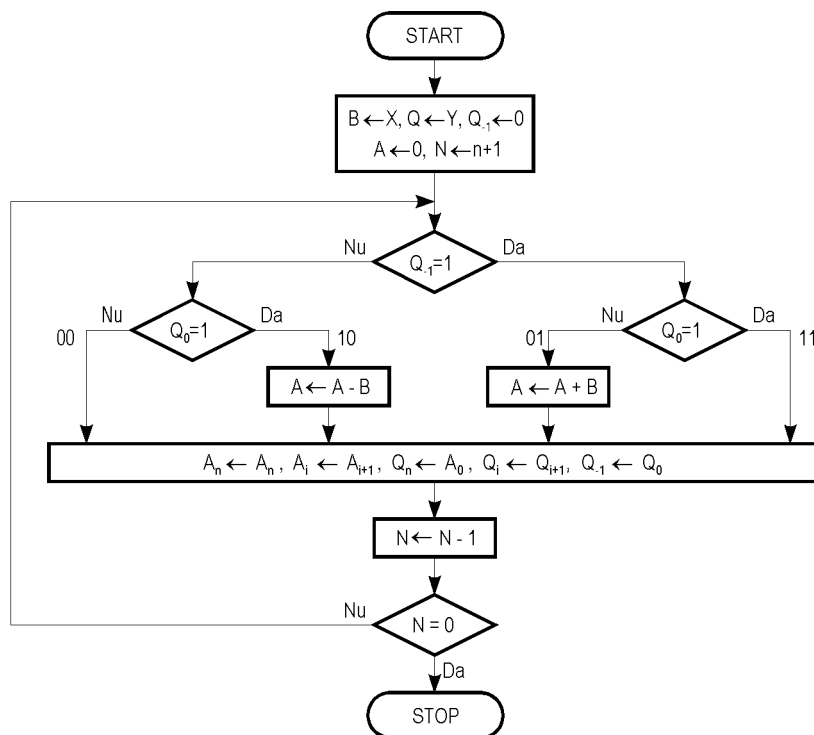 START
B ← X, Q ← Y, Q₋₁ ← 0
A ← 0, N ← n+1
Nu
Q₋₁=1
Da
Nu
Q₀=1
Da
Nu
Q₀=1
Da
00
10
01
11
A ← A - B
A ← A + B
Aₙ ← Aₙ , Aᵢ ← Aᵢ₊₁ , Qₙ ← A₀ , Qᵢ ← Qᵢ₊₁, Q₋₁ ← Q₀
N ← N - 1
Nu
N = 0
Da
STOP